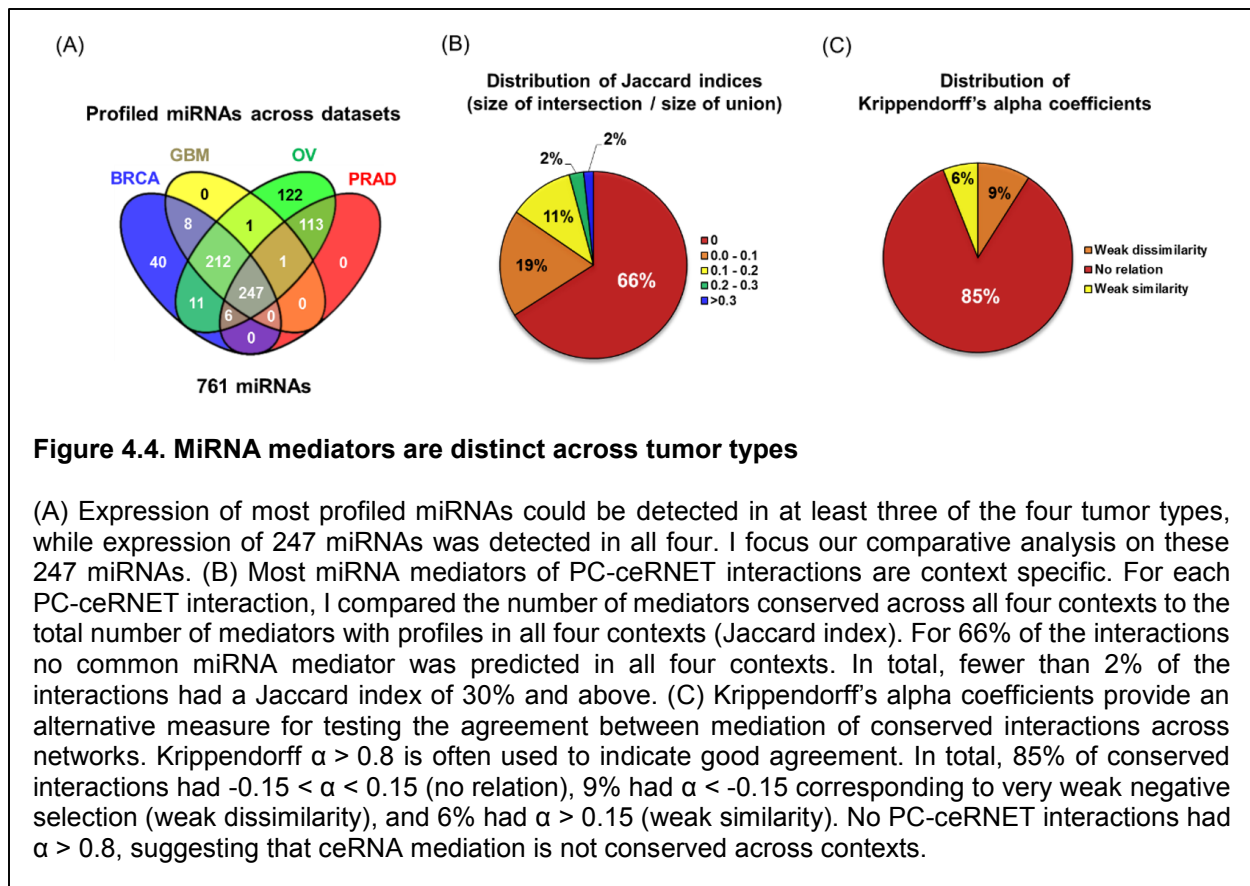 (A)
Profiled miRNAs across datasets
GBM
OV
BRCA
PRAD
0
122
8
1
113
40
212
1
0
11
247
0
6
0
0
761 miRNAs
(B)
Distribution of Jaccard indices
(size of intersection / size of union)
2%
2%
11%
19%
66%
0
0.0 - 0.1
0.1 - 0.2
0.2 - 0.3
>0.3
(C)
Distribution of
Krippendorff's alpha coefficients
6%
9%
85%
Weak dissimilarity
No relation
Weak similarity
Figure 4.4. MiRNA mediators are distinct across tumor types
(A) Expression of most profiled miRNAs could be detected in at least three of the four tumor types,
while expression of 247 miRNAs was detected in all four. I focus our comparative analysis on these
247 miRNAs. (B) Most miRNA mediators of PC-ceRNET interactions are context specific. For each
PC-ceRNET interaction, I compared the number of mediators conserved across all four contexts to the
total number of mediators with profiles in all four contexts (Jaccard index). For 66% of the interactions
no common miRNA mediator was predicted in all four contexts. In total, fewer than 2% of the
interactions had a Jaccard index of 30% and above. (C) Krippendorff's alpha coefficients provide an
alternative measure for testing the agreement between mediation of conserved interactions across
networks. Krippendorff α > 0.8 is often used to indicate good agreement. In total, 85% of conserved
interactions had -0.15 < α < 0.15 (no relation), 9% had α < -0.15 corresponding to very weak negative
selection (weak dissimilarity), and 6% had α > 0.15 (weak similarity). No PC-ceRNET interactions had
α > 0.8, suggesting that ceRNA mediation is not conserved across contexts.